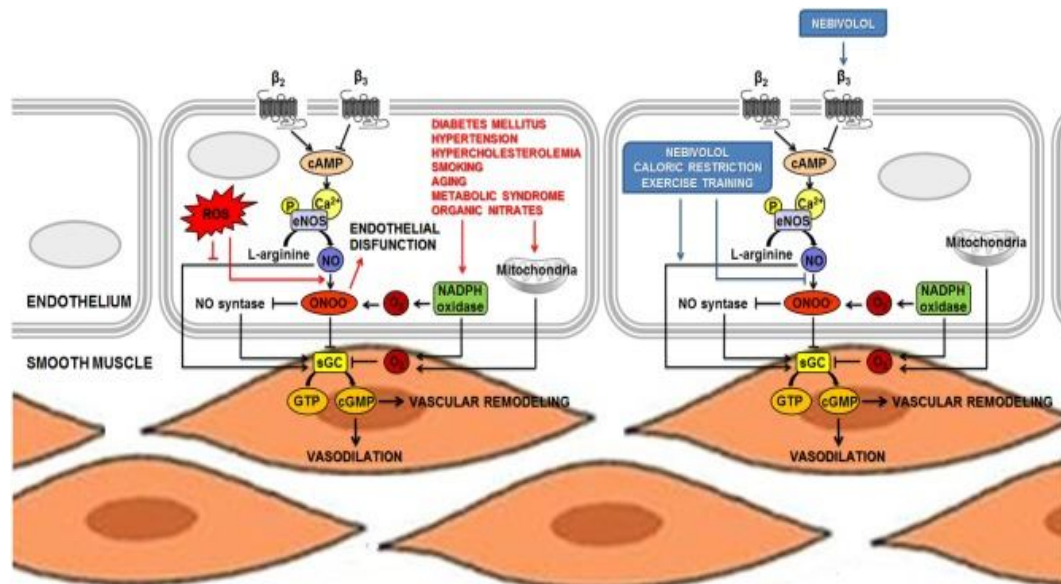 NEBIVOLOL
β2
β3
β2
β3
DIABETES MELLITUS
HYPERTENSION
HYPERCHOLESTEROLEMIA
SMOKING
AGING
METABOLIC SYNDROME
ORGANIC NITRATES
cAMP
P
Ca2+
eNOS
ROS
L-arginine
NO
ENDOTHELIAL
DISFUNCTION
Mitochondria
ENDOTHELIUM
NO syntase
ONOO
O2
NADPH
oxidase
NEBIVOLOL
CALORIC RESTRICTION
EXERCISE TRAINING
cAMP
P
Ca2+
eNOS
L-arginine
NO
Mitochondria
NO syntase
ONOO
O2
NADPH
oxidase
SMOOTH MUSCLE
sGC
O2
GTP
cGMP
VASCULAR REMODELING
VASODILATION
sGC
O2
GTP
cGMP
VASCULAR REMODELING
VASODILATION